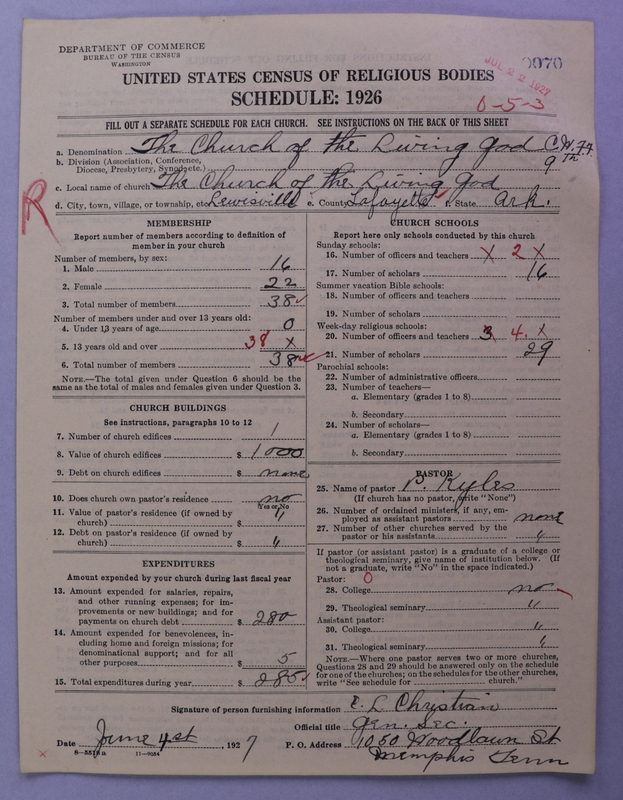 DEPARTMENT OF COMMERCE
BUREAU OF THE CENSUS
WASHINGTON
JUL 22 1927
0070
UNITED STATES CENSUS OF RELIGIOUS BODIES
SCHEDULE: 1926
0-5-3
FILL OUT A SEPARATE SCHEDULE FOR EACH CHURCH. SEE INSTRUCTIONS ON THE BACK OF THIS SHEET
a. Denomination The Church of the Living God C.W.F.F.
b. Division (Association, Conference, Diocese, Presbytery, Synod, etc.) 9th
c. Local name of church The Church of the Living God
d. City, town, village, or township, etc. Lewisville e. County Lafayette f. State Ark.
R
MEMBERSHIP
Report number of members according to definition of member in your church
Number of members, by sex:
1. Male 16
2. Female 22
3. Total number of members 38
Number of members under and over 13 years old:
4. Under 13 years of age 0
5. 13 years old and over 38 X
6. Total number of members 38
NOTE.—The total given under Question 6 should be the same as the total of males and females given under Question 3.
CHURCH BUILDINGS
See instructions, paragraphs 10 to 12
7. Number of church edifices 1
8. Value of church edifices $ 1000
9. Debt on church edifices $ none
10. Does church own pastor's residence no
Yes or No
11. Value of pastor's residence (if owned by church) $ "
12. Debt on pastor's residence (if owned by church) $ "
EXPENDITURES
Amount expended by your church during last fiscal year
13. Amount expended for salaries, repairs, and other running expenses; for improvements or new buildings; and for payments on church debt $ 280
14. Amount expended for benevolences, including home and foreign missions; for denominational support; and for all other purposes $ 5
15. Total expenditures during year $ 285
CHURCH SCHOOLS
Report here only schools conducted by this church
Sunday schools:
16. Number of officers and teachers X 2 X
17. Number of scholars 16
Summer vacation Bible schools:
18. Number of officers and teachers
19. Number of scholars
Week-day religious schools:
20. Number of officers and teachers 3 4 X
21. Number of scholars 29
Parochial schools:
22. Number of administrative officers
23. Number of teachers—
a. Elementary (grades 1 to 8)
b. Secondary
24. Number of scholars—
a. Elementary (grades 1 to 8)
b. Secondary
PASTOR
25. Name of pastor P. Kyles
(If church has no pastor, write "None")
26. Number of ordained ministers, if any, employed as assistant pastors none
27. Number of other churches served by the pastor or his assistants "
If pastor (or assistant pastor) is a graduate of a college or theological seminary, give name of institution below. (If not a graduate, write "No" in the space indicated.)
Pastor: 0
28. College no
29. Theological seminary "
Assistant pastor:
30. College "
31. Theological seminary "
NOTE.—Where one pastor serves two or more churches, Questions 28 and 29 should be answered only on the schedule for one of the churches; on the schedules for the other churches, write "See schedule for church."
Signature of person furnishing information E. L. Christian
Official title Gen. Sec.
Date June 4st, 1927 P. O. Address 1050 Woodlawn St
Memphis Tenn
11—9084